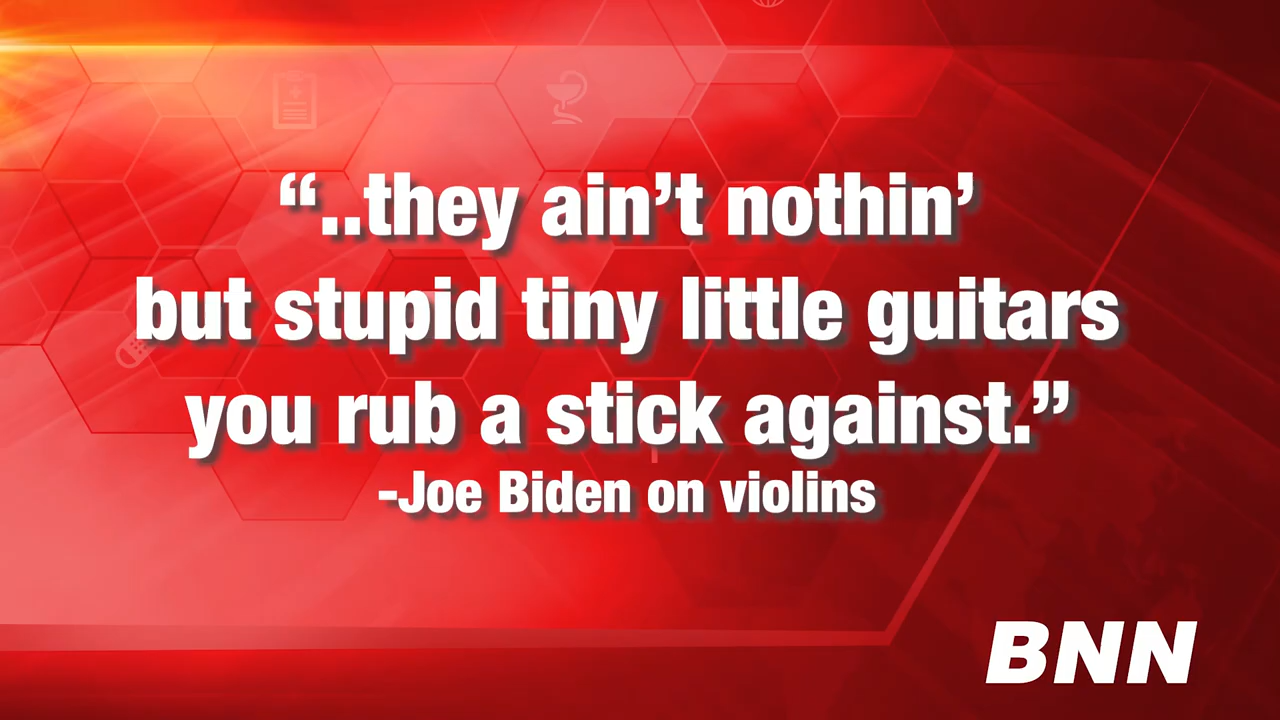 “..they ain’t nothin’
but stupid tiny little guitars
you rub a stick against.”
-Joe Biden on violins
BNN